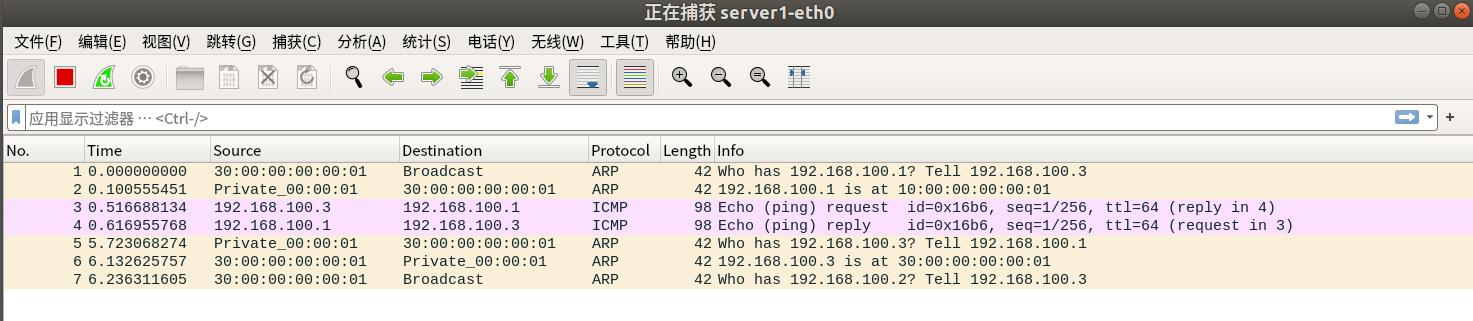 正在捕获 server1-eth0
文件(F) 编辑(E) 视图(V) 跳转(G) 捕获(C) 分析(A) 统计(S) 电话(Y) 无线(W) 工具(T) 帮助(H)
应用显示过滤器 … <Ctrl-/> +
No. Time Source Destination Protocol Length Info
1 0.000000000 30:00:00:00:00:01 Broadcast ARP 42 Who has 192.168.100.1? Tell 192.168.100.3
2 0.100555451 Private_00:00:01 30:00:00:00:00:01 ARP 42 192.168.100.1 is at 10:00:00:00:00:01
3 0.516688134 192.168.100.3 192.168.100.1 ICMP 98 Echo (ping) request id=0x16b6, seq=1/256, ttl=64 (reply in 4)
4 0.616955768 192.168.100.1 192.168.100.3 ICMP 98 Echo (ping) reply id=0x16b6, seq=1/256, ttl=64 (request in 3)
5 5.723068274 Private_00:00:01 30:00:00:00:00:01 ARP 42 Who has 192.168.100.3? Tell 192.168.100.1
6 6.132625757 30:00:00:00:00:01 Private_00:00:01 ARP 42 192.168.100.3 is at 30:00:00:00:00:01
7 6.236311605 30:00:00:00:00:01 Broadcast ARP 42 Who has 192.168.100.2? Tell 192.168.100.3